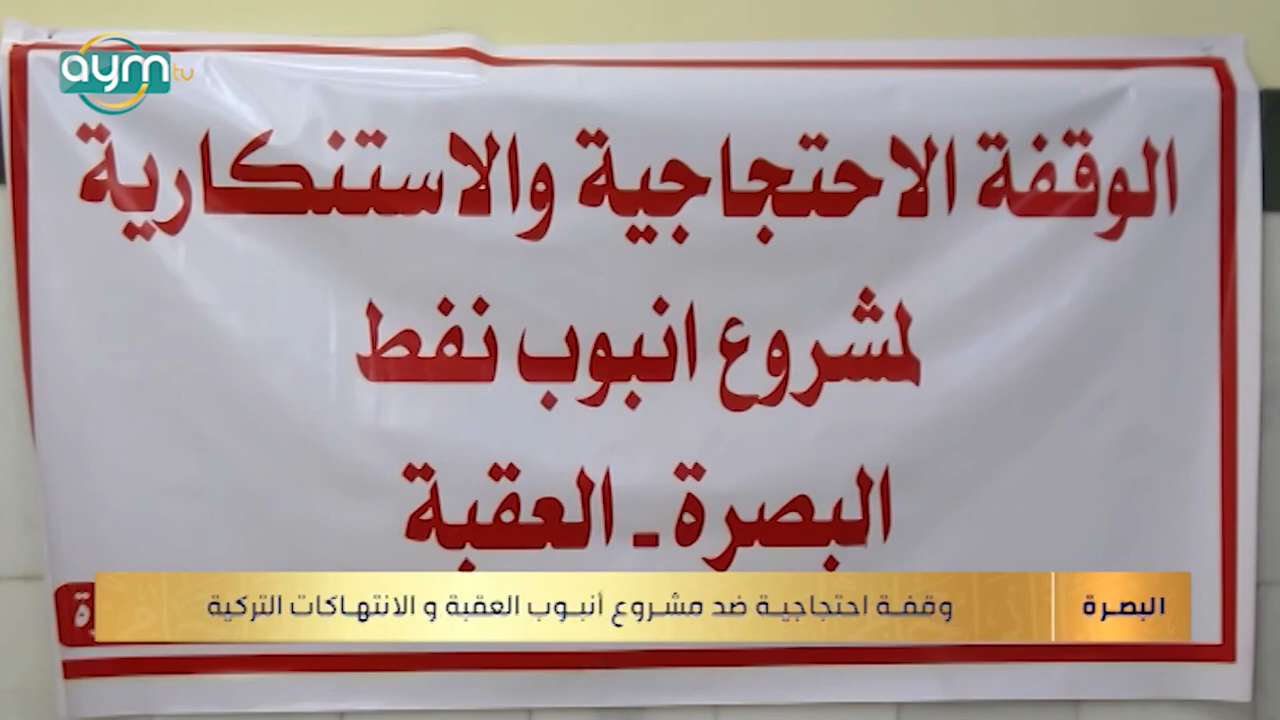 aym tv
الوقفة الاحتجاجية والاستنكارية
لمشروع انبوب نفط
البصرة - العقبة
البصرة
وقفة احتجاجية ضد مشروع أنبوب العقبة و الانتهاكات التركية